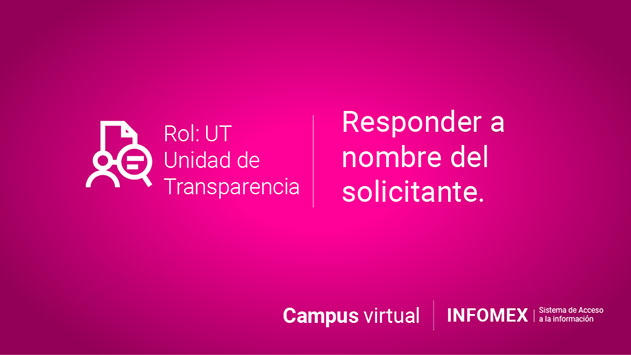 Rol: UT
Unidad de
Transparencia
Responder a
nombre del
solicitante.
Campus virtual
INFOMEX
Sistema de Acceso
a la información